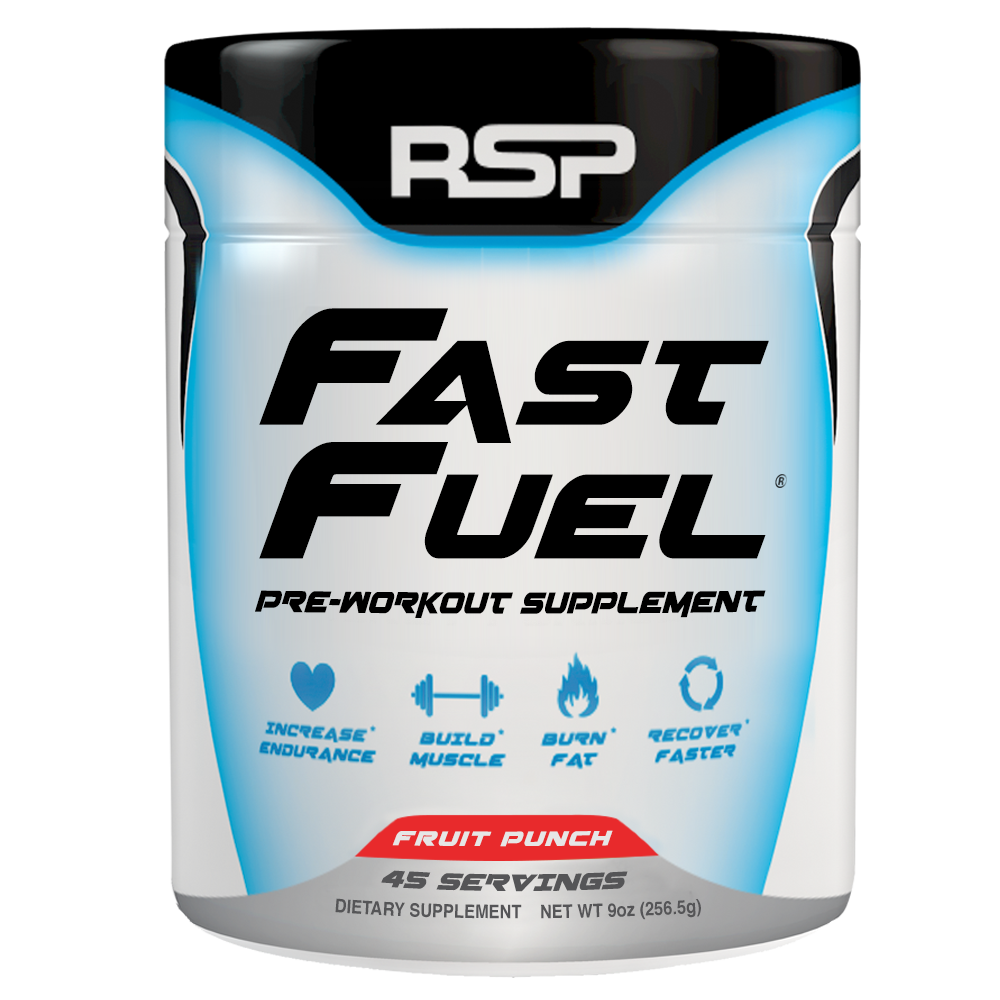 RSP
FAST
FUEL®
PRE-WORKOUT SUPPLEMENT
INCREASE*
ENDURANCE
BUILD*
MUSCLE
BURN*
FAT
RECOVER*
FASTER
FRUIT PUNCH
45 SERVINGS
DIETARY SUPPLEMENT NET WT 9oz (256.5g)